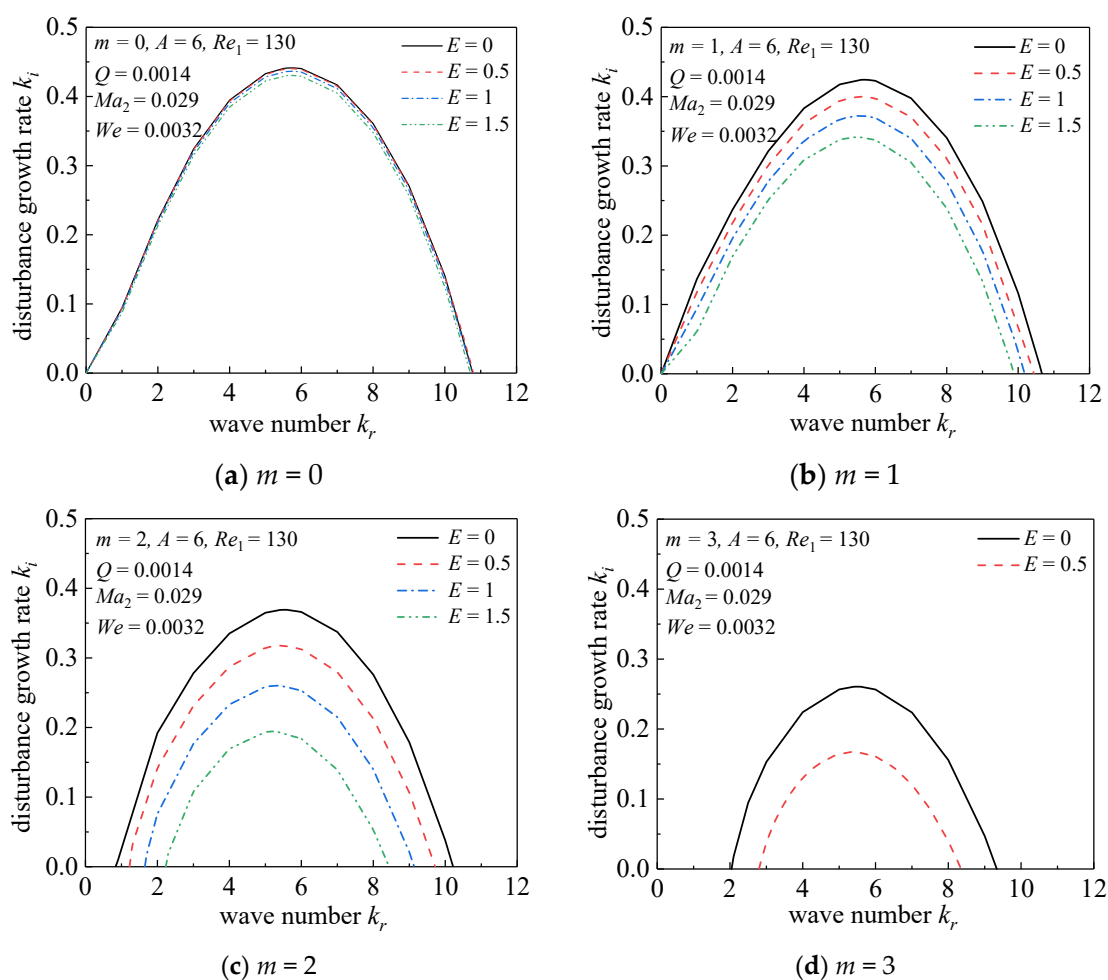 m = 0, A = 6, Re₁ = 130
Q = 0.0014
Ma₂ = 0.029
We = 0.0032
E = 0
E = 0.5
E = 1
E = 1.5
disturbance growth rate kᵢ
0.5
0.4
0.3
0.2
0.1
0.0
0 2 4 6 8 10 12
wave number kᵣ
(a) m = 0
m = 1, A = 6, Re₁ = 130
Q = 0.0014
Ma₂ = 0.029
We = 0.0032
E = 0
E = 0.5
E = 1
E = 1.5
disturbance growth rate kᵢ
0.5
0.4
0.3
0.2
0.1
0.0
0 2 4 6 8 10 12
wave number kᵣ
(b) m = 1
m = 2, A = 6, Re₁ = 130
Q = 0.0014
Ma₂ = 0.029
We = 0.0032
E = 0
E = 0.5
E = 1
E = 1.5
disturbance growth rate kᵢ
0.5
0.4
0.3
0.2
0.1
0.0
0 2 4 6 8 10 12
wave number kᵣ
(c) m = 2
m = 3, A = 6, Re₁ = 130
Q = 0.0014
Ma₂ = 0.029
We = 0.0032
E = 0
E = 0.5
disturbance growth rate kᵢ
0.5
0.4
0.3
0.2
0.1
0.0
0 2 4 6 8 10 12
wave number kᵣ
(d) m = 3